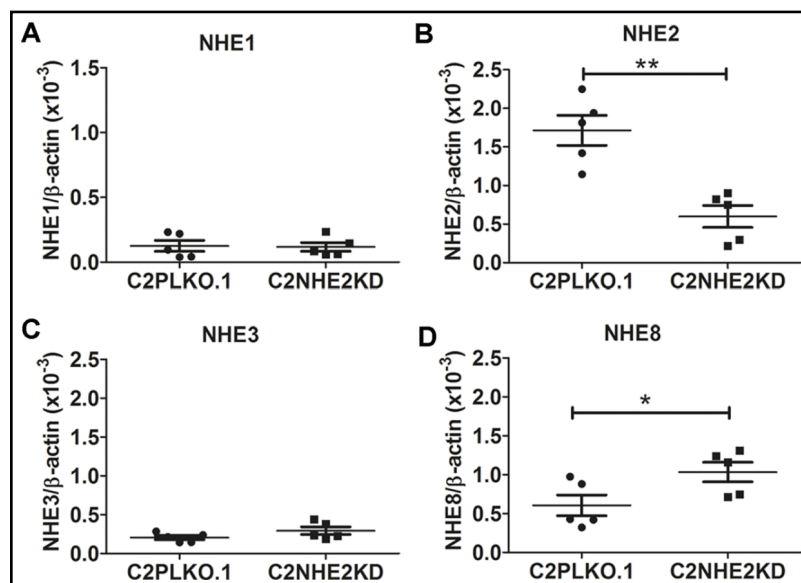 A
NHE1
NHE1/β-actin (x10⁻³)
1.5
1.0
0.5
0.0
C2PLKO.1
C2NHE2KD
B
NHE2
NHE2/β-actin (x10⁻³)
2.5
2.0
1.5
1.0
0.5
0.0
**
C2PLKO.1
C2NHE2KD
C
NHE3
NHE3/β-actin (x10⁻³)
2.5
2.0
1.5
1.0
0.5
0.0
C2PLKO.1
C2NHE2KD
D
NHE8
NHE8/β-actin (x10⁻³)
2.5
2.0
1.5
1.0
0.5
0.0
*
C2PLKO.1
C2NHE2KD